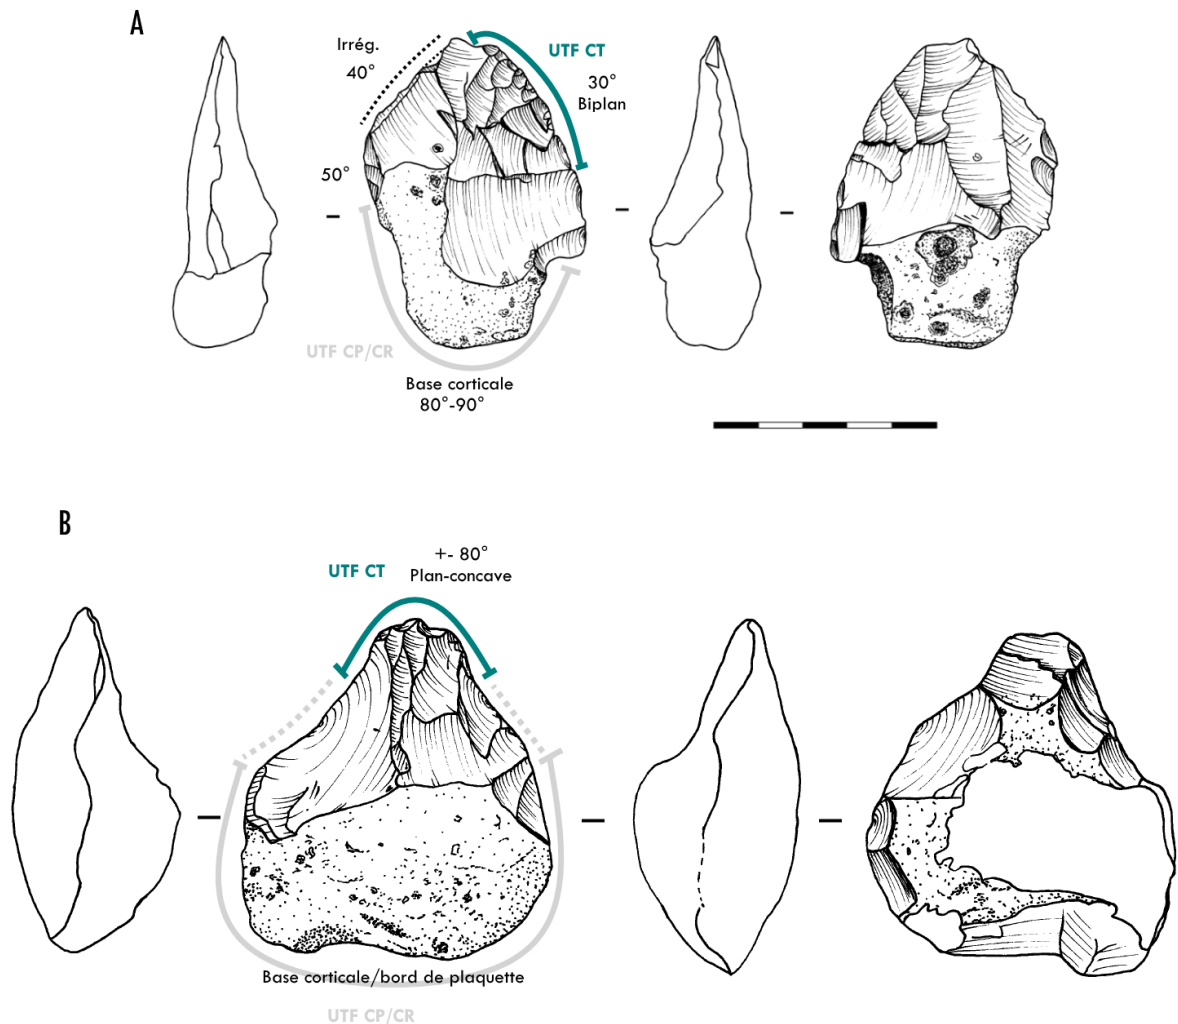 A
Irrég.
40°
UTF CT
30°
Biplan
50°
UTF CP/CR
Base corticale
80°-90°
B
+- 80°
UTF CT
Plan-concave
Base corticale/bord de plaquette
UTF CP/CR